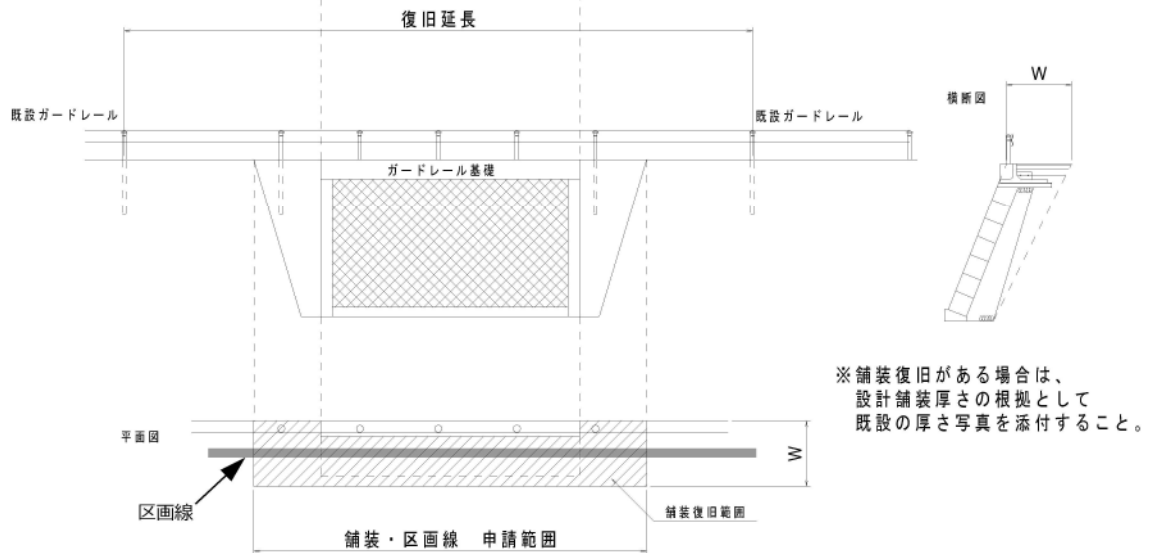 復旧延長
W
横断図
既設ガードレール
既設ガードレール
ガードレール基礎
※舗装復旧がある場合は、
設計舗装厚さの根拠として
既設の厚さ写真を添付すること。
平面図
W
区画線
舗装復旧範囲
舗装・区画線 申請範囲